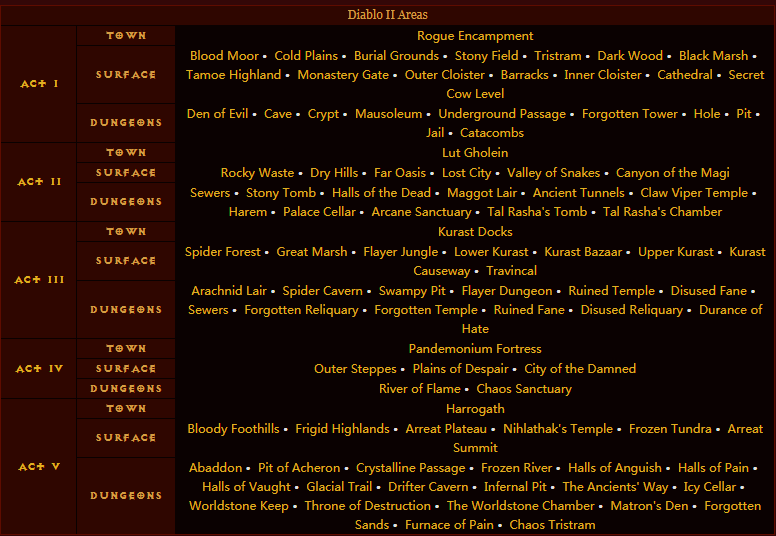 Diablo II Areas
ACT I
TOWN
Rogue Encampment
SURFACE
Blood Moor • Cold Plains • Burial Grounds • Stony Field • Tristram • Dark Wood • Black Marsh •
Tamoe Highland • Monastery Gate • Outer Cloister • Barracks • Inner Cloister • Cathedral • Secret
Cow Level
DUNGEONS
Den of Evil • Cave • Crypt • Mausoleum • Underground Passage • Forgotten Tower • Hole • Pit •
Jail • Catacombs
ACT II
TOWN
Lut Gholein
SURFACE
Rocky Waste • Dry Hills • Far Oasis • Lost City • Valley of Snakes • Canyon of the Magi
DUNGEONS
Sewers • Stony Tomb • Halls of the Dead • Maggot Lair • Ancient Tunnels • Claw Viper Temple •
Harem • Palace Cellar • Arcane Sanctuary • Tal Rasha's Tomb • Tal Rasha's Chamber
ACT III
TOWN
Kurast Docks
SURFACE
Spider Forest • Great Marsh • Flayer Jungle • Lower Kurast • Kurast Bazaar • Upper Kurast • Kurast
Causeway • Travincal
DUNGEONS
Arachnid Lair • Spider Cavern • Swampy Pit • Flayer Dungeon • Ruined Temple • Disused Fane •
Sewers • Forgotten Reliquary • Forgotten Temple • Ruined Fane • Disused Reliquary • Durance of
Hate
ACT IV
TOWN
Pandemonium Fortress
SURFACE
Outer Steppes • Plains of Despair • City of the Damned
DUNGEONS
River of Flame • Chaos Sanctuary
ACT V
TOWN
Harrogath
SURFACE
Bloody Foothills • Frigid Highlands • Arreat Plateau • Nihlathak's Temple • Frozen Tundra • Arreat
Summit
DUNGEONS
Abaddon • Pit of Acheron • Crystalline Passage • Frozen River • Halls of Anguish • Halls of Pain •
Halls of Vaught • Glacial Trail • Drifter Cavern • Infernal Pit • The Ancients' Way • Icy Cellar •
Worldstone Keep • Throne of Destruction • The Worldstone Chamber • Matron's Den • Forgotten
Sands • Furnace of Pain • Chaos Tristram